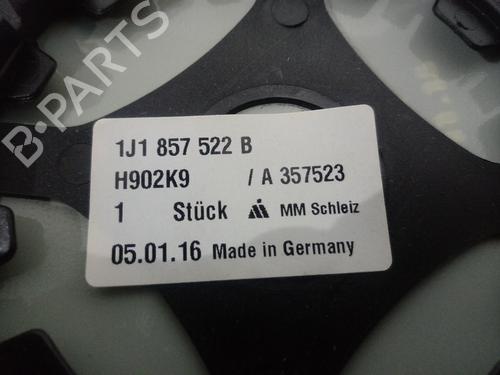 B-PARTS
1J1 857 522 B
H902K9 / A 357523
1 Stück MM Schleiz
05.01.16 Made in Germany